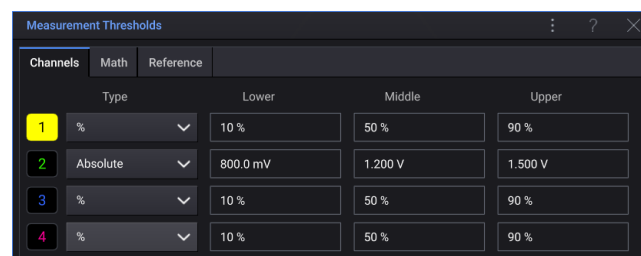 Measurement Thresholds
Channels Math Reference
Type Lower Middle Upper
1 % 10 % 50 % 90 %
2 Absolute 800.0 mV 1.200 V 1.500 V
3 % 10 % 50 % 90 %
4 % 10 % 50 % 90 %